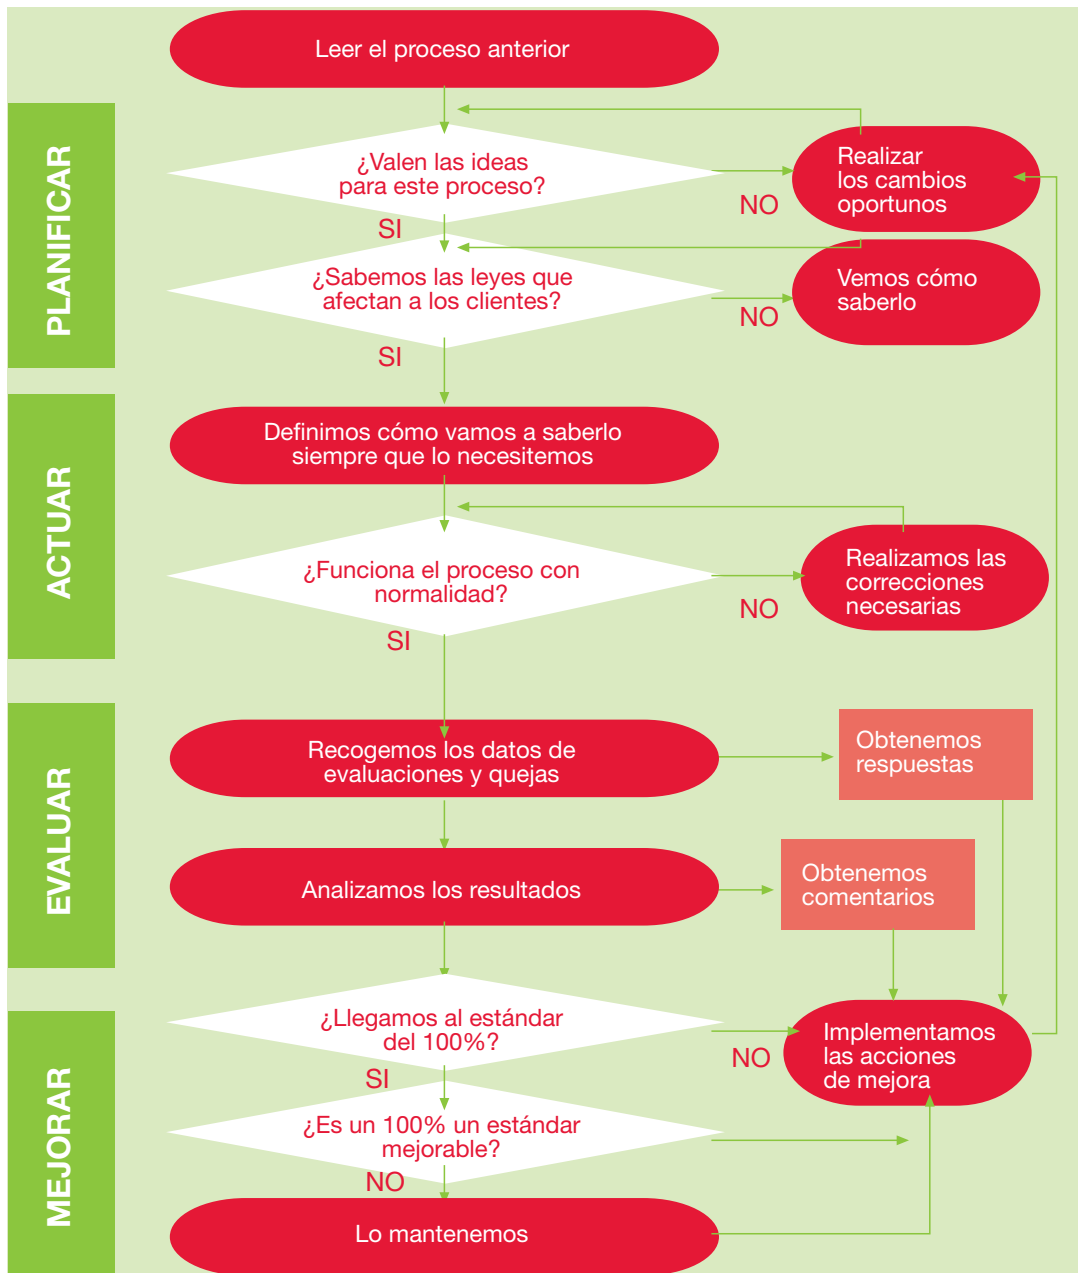 Leer el proceso anterior
PLANIFICAR
¿Valen las ideas
para este proceso?
Realizar
los cambios
oportunos
NO
SI
¿Sabemos las leyes que
afectan a los clientes?
Vemos cómo
saberlo
NO
SI
ACTUAR
Definimos cómo vamos a saberlo
siempre que lo necesitemos
¿Funciona el proceso con
normalidad?
Realizamos las
correcciones
necesarias
NO
SI
EVALUAR
Recogemos los datos de
evaluaciones y quejas
Obtenemos
respuestas
Analizamos los resultados
Obtenemos
comentarios
MEJORAR
¿Llegamos al estándar
del 100%?
Implementamos
las acciones
de mejora
NO
SI
¿Es un 100% un estándar
mejorable?
NO
Lo mantenemos